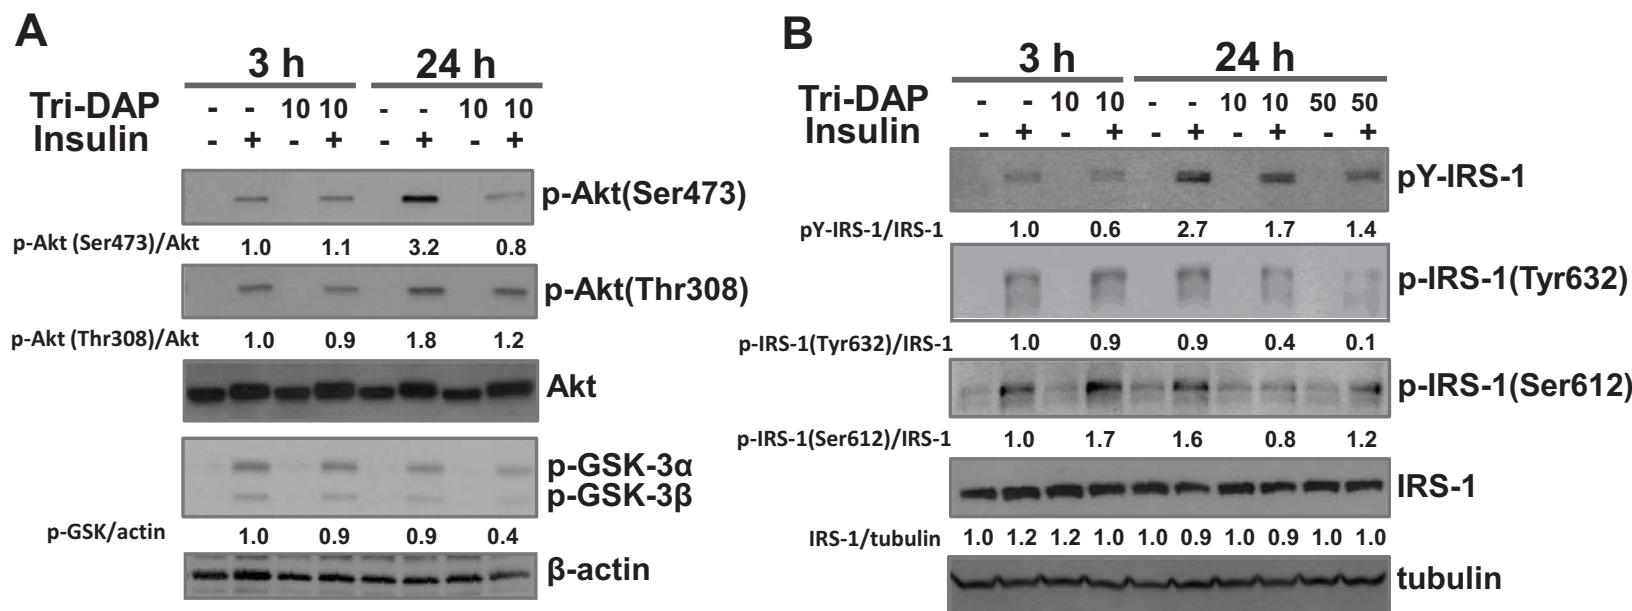 A
3 h 24 h
Tri-DAP - - 10 10 - - 10 10
Insulin - + - + - + - +
p-Akt(Ser473)
p-Akt (Ser473)/Akt 1.0 1.1 3.2 0.8
p-Akt(Thr308)
p-Akt (Thr308)/Akt 1.0 0.9 1.8 1.2
Akt
p-GSK-3α
p-GSK-3β
p-GSK/actin 1.0 0.9 0.9 0.4
β-actin
B
3 h 24 h
Tri-DAP - - 10 10 - - 10 10 50 50
Insulin - + - + - + - + - +
pY-IRS-1
pY-IRS-1/IRS-1 1.0 0.6 2.7 1.7 1.4
p-IRS-1(Tyr632)
p-IRS-1(Tyr632)/IRS-1 1.0 0.9 0.9 0.4 0.1
p-IRS-1(Ser612)
p-IRS-1(Ser612)/IRS-1 1.0 1.7 1.6 0.8 1.2
IRS-1
IRS-1/tubulin 1.0 1.2 1.2 1.0 1.0 0.9 1.0 0.9 1.0 1.0
tubulin